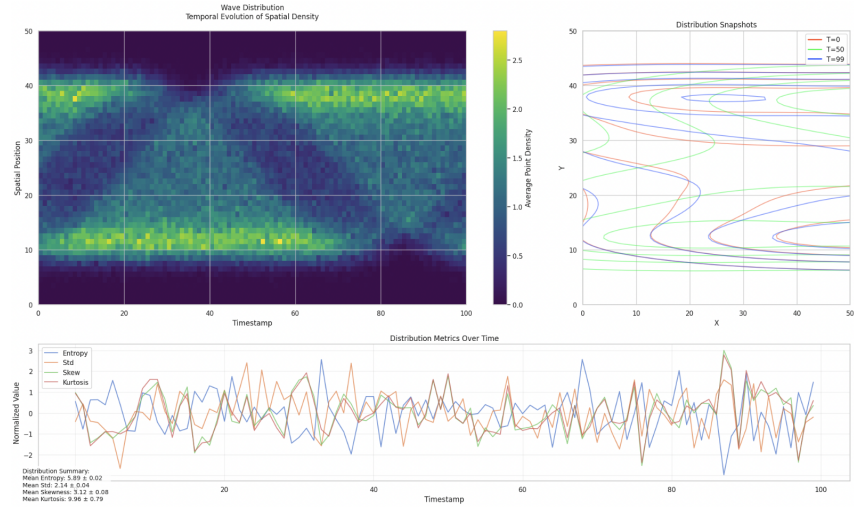 Wave Distribution
Temporal Evolution of Spatial Density
50
40
30
20
10
0
0 20 40 60 80 100
Spatial Position
Timestamp
2.5
2.0
1.5
1.0
0.5
0.0
Average Point Density
Distribution Snapshots
T=0
T=50
T=99
50
40
30
20
10
0
0 10 20 30 40 50
Y
X
Distribution Metrics Over Time
Entropy
Std
Skew
Kurtosis
3
2
1
0
−1
−2
Normalized Value
20 40 60 80 100
Timestamp
Distribution Summary:
Mean Entropy: 5.89 ± 0.02
Mean Std: 2.14 ± 0.04
Mean Skewness: 3.12 ± 0.08
Mean Kurtosis: 9.96 ± 0.79